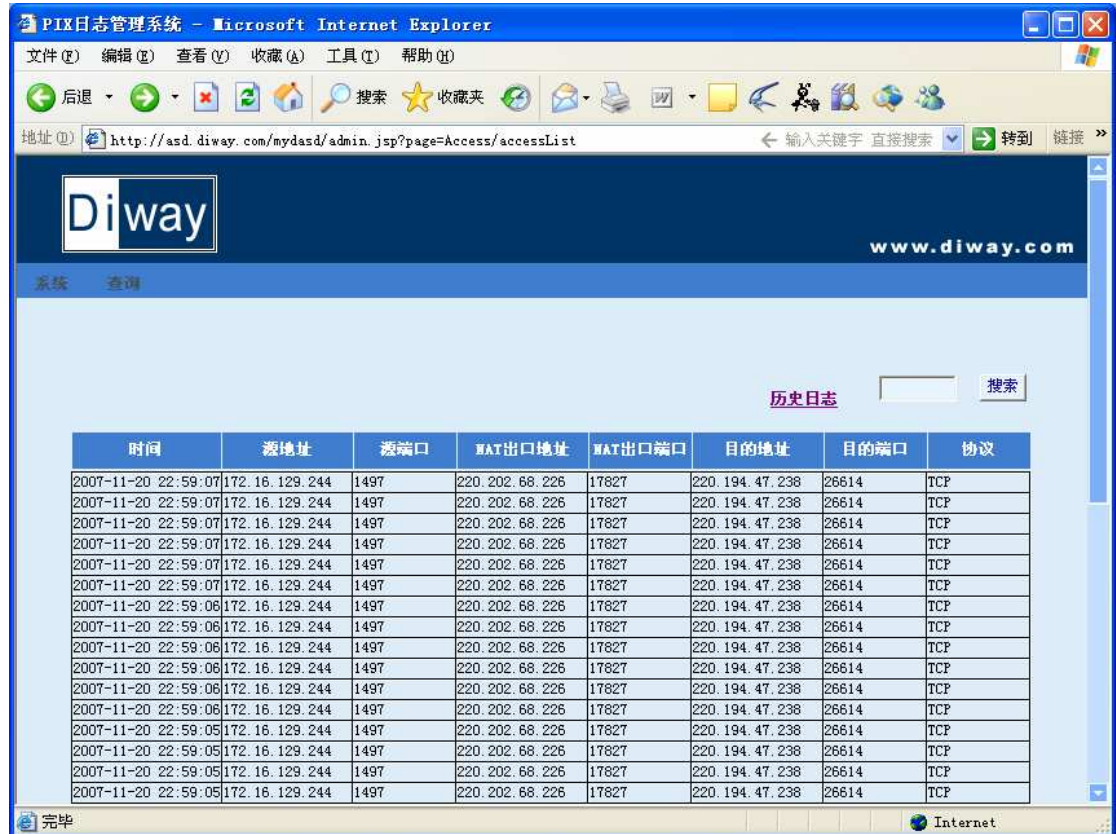 PIX日志管理系统 - Microsoft Internet Explorer
文件(F) 编辑(E) 查看(V) 收藏(A) 工具(T) 帮助(H)
后退 搜索 收藏夹
地址(D) http://asd.diway.com/mydasd/admin.jsp?page=Access/accessList 输入关键字 直接搜索 转到 链接 »
Diway
www.diway.com
系统 查询
历史日志 搜索
时间 源地址 源端口 NAT出口地址 NAT出口端口 目的地址 目的端口 协议
2007-11-20 22:59:07 172.16.129.244 1497 220.202.68.226 17827 220.194.47.238 26614 TCP
2007-11-20 22:59:07 172.16.129.244 1497 220.202.68.226 17827 220.194.47.238 26614 TCP
2007-11-20 22:59:07 172.16.129.244 1497 220.202.68.226 17827 220.194.47.238 26614 TCP
2007-11-20 22:59:07 172.16.129.244 1497 220.202.68.226 17827 220.194.47.238 26614 TCP
2007-11-20 22:59:07 172.16.129.244 1497 220.202.68.226 17827 220.194.47.238 26614 TCP
2007-11-20 22:59:07 172.16.129.244 1497 220.202.68.226 17827 220.194.47.238 26614 TCP
2007-11-20 22:59:06 172.16.129.244 1497 220.202.68.226 17827 220.194.47.238 26614 TCP
2007-11-20 22:59:06 172.16.129.244 1497 220.202.68.226 17827 220.194.47.238 26614 TCP
2007-11-20 22:59:06 172.16.129.244 1497 220.202.68.226 17827 220.194.47.238 26614 TCP
2007-11-20 22:59:06 172.16.129.244 1497 220.202.68.226 17827 220.194.47.238 26614 TCP
2007-11-20 22:59:06 172.16.129.244 1497 220.202.68.226 17827 220.194.47.238 26614 TCP
2007-11-20 22:59:06 172.16.129.244 1497 220.202.68.226 17827 220.194.47.238 26614 TCP
2007-11-20 22:59:05 172.16.129.244 1497 220.202.68.226 17827 220.194.47.238 26614 TCP
2007-11-20 22:59:05 172.16.129.244 1497 220.202.68.226 17827 220.194.47.238 26614 TCP
2007-11-20 22:59:05 172.16.129.244 1497 220.202.68.226 17827 220.194.47.238 26614 TCP
2007-11-20 22:59:05 172.16.129.244 1497 220.202.68.226 17827 220.194.47.238 26614 TCP
完毕 Internet